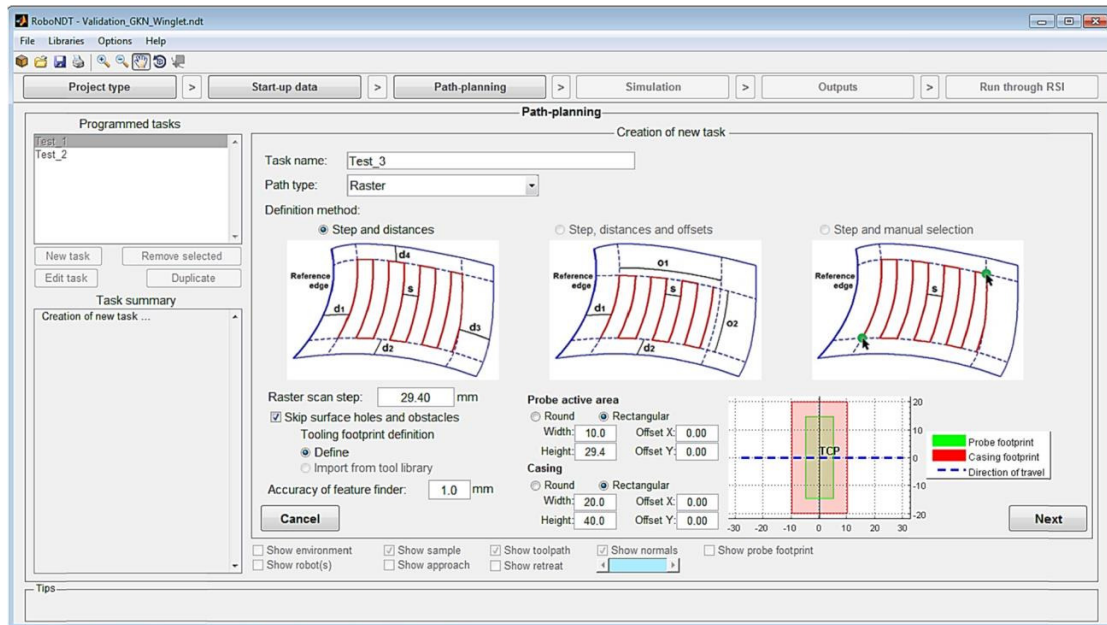 RoboNDT - Validation_GKN_Winglet.ndt
File Libraries Options Help
Project type > Start-up data > Path-planning > Simulation > Outputs > Run through RSI
Path-planning
Programmed tasks
Test_1
Test_2
New task Remove selected
Edit task Duplicate
Task summary
Creation of new task ...
Creation of new task
Task name: Test_3
Path type: Raster
Definition method:
Step and distances
Step, distances and offsets
Step and manual selection
Reference edge
d4
s
d1
d3
d2
Reference edge
o1
s
d1
o2
d2
Reference edge
s
Raster scan step: 29.40 mm
Skip surface holes and obstacles
Tooling footprint definition
Define
Import from tool library
Accuracy of feature finder: 1.0 mm
Cancel
Probe active area
Round Rectangular
Width: 10.0 Offset X: 0.00
Height: 29.4 Offset Y: 0.00
Casing
Round Rectangular
Width: 20.0 Offset X: 0.00
Height: 40.0 Offset Y: 0.00
TCP
20
10
0
-10
-20
-30 -20 -10 0 10 20 30
Probe footprint
Casing footprint
Direction of travel
Next
Show environment Show sample Show toolpath Show normals Show probe footprint
Show robot(s) Show approach Show retreat
Tips